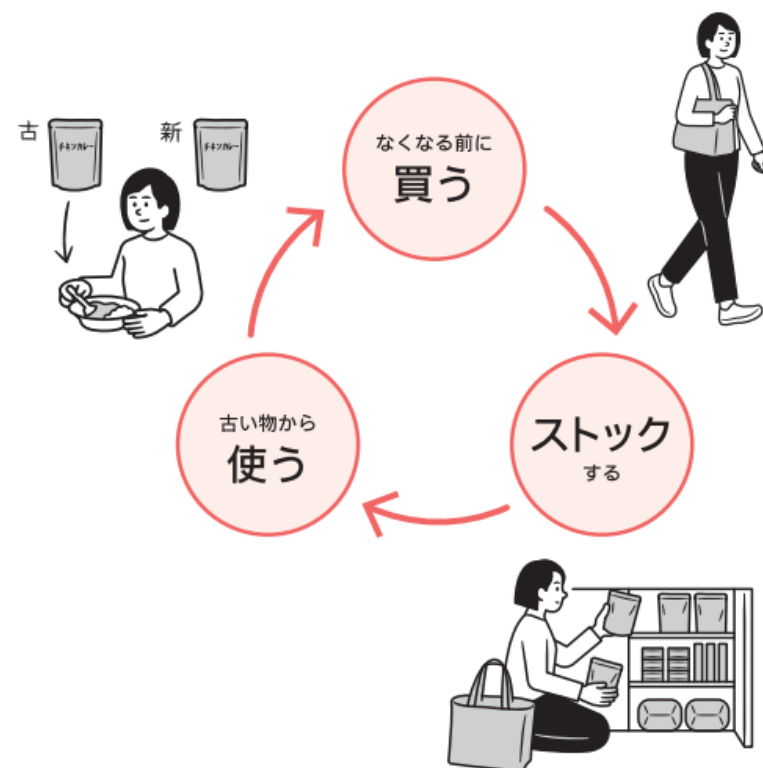 古
チキンカレー
新
チキンカレー
なくなる前に
買う
古い物から
使う
ストック
する